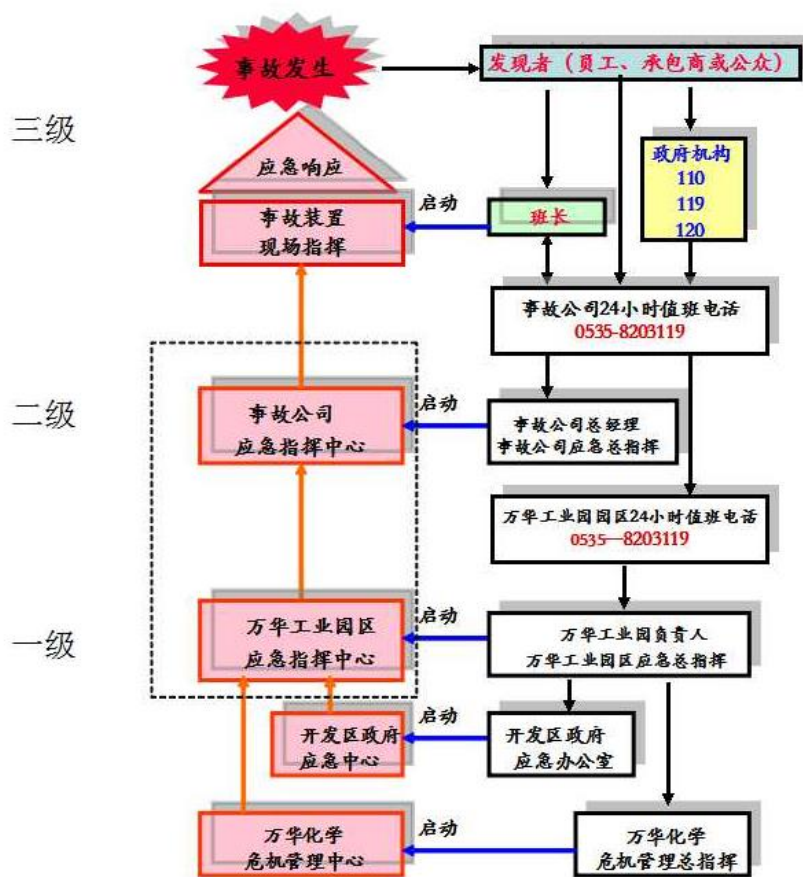 事故发生
发现者（员工、承包商或公众）
三级
应急响应
政府机构
110
119
120
事故装置
现场指挥
启动
班长
事故公司24小时值班电话
0535-8203119
二级
事故公司
应急指挥中心
启动
事故公司总经理
事故公司应急总指挥
万华工业园园区24小时值班电话
0535—8203119
一级
万华工业园区
应急指挥中心
启动
万华工业园负责人
万华工业园区应急总指挥
开发区政府
应急中心
启动
开发区政府
应急办公室
万华化学
危机管理中心
启动
万华化学
危机管理总指挥